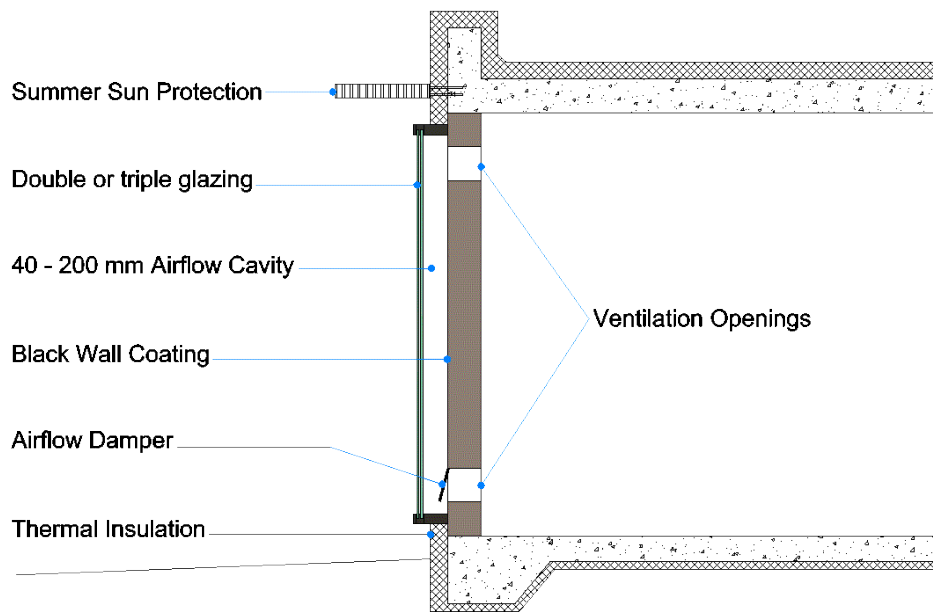 Summer Sun Protection
Double or triple glazing
40 - 200 mm Airflow Cavity
Ventilation Openings
Black Wall Coating
Airflow Damper
Thermal Insulation